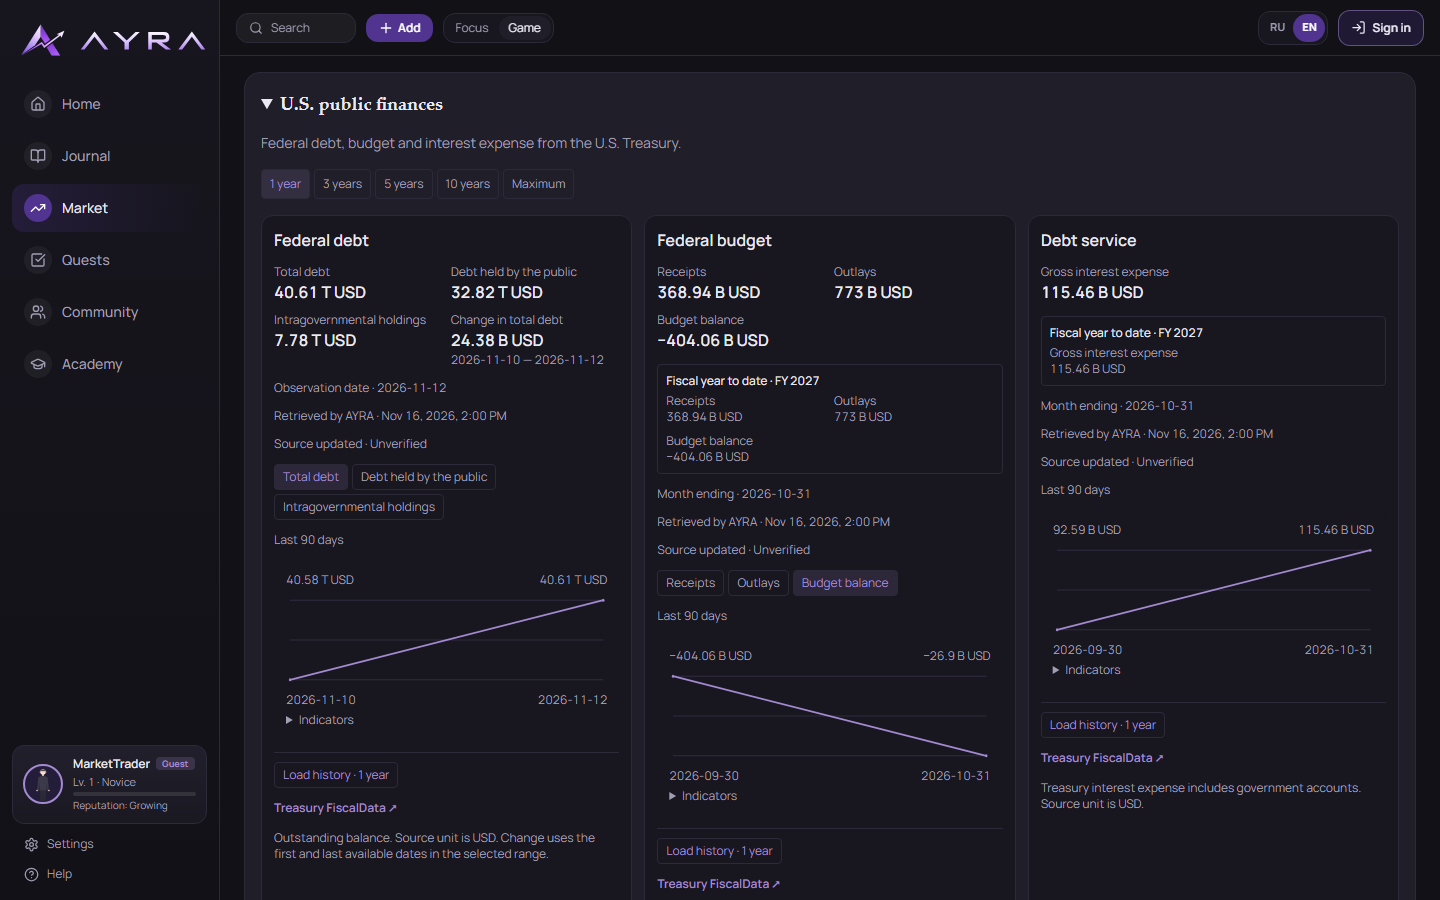 AYRA
Search
Add
Focus
Game
RU
EN
Sign in
Home
Journal
Market
Quests
Community
Academy
MarketTrader
Guest
Lv. 1 · Novice
Reputation: Growing
Settings
Help
U.S. public finances
Federal debt, budget and interest expense from the U.S. Treasury.
1 year
3 years
5 years
10 years
Maximum
Federal debt
Total debt
40.61 T USD
Debt held by the public
32.82 T USD
Intragovernmental holdings
7.78 T USD
Change in total debt
24.38 B USD
2026-11-10 — 2026-11-12
Observation date · 2026-11-12
Retrieved by AYRA · Nov 16, 2026, 2:00 PM
Source updated · Unverified
Total debt
Debt held by the public
Intragovernmental holdings
Last 90 days
40.58 T USD
40.61 T USD
2026-11-10
2026-11-12
Indicators
Load history · 1 year
Treasury FiscalData ↗
Outstanding balance. Source unit is USD. Change uses the
first and last available dates in the selected range.
Federal budget
Receipts
368.94 B USD
Outlays
773 B USD
Budget balance
−404.06 B USD
Fiscal year to date · FY 2027
Receipts
368.94 B USD
Outlays
773 B USD
Budget balance
−404.06 B USD
Month ending · 2026-10-31
Retrieved by AYRA · Nov 16, 2026, 2:00 PM
Source updated · Unverified
Receipts
Outlays
Budget balance
Last 90 days
−404.06 B USD
−26.9 B USD
2026-09-30
2026-10-31
Indicators
Load history · 1 year
Treasury FiscalData ↗
Debt service
Gross interest expense
115.46 B USD
Fiscal year to date · FY 2027
Gross interest expense
115.46 B USD
Month ending · 2026-10-31
Retrieved by AYRA · Nov 16, 2026, 2:00 PM
Source updated · Unverified
Last 90 days
92.59 B USD
115.46 B USD
2026-09-30
2026-10-31
Indicators
Load history · 1 year
Treasury FiscalData ↗
Treasury interest expense includes government accounts.
Source unit is USD.